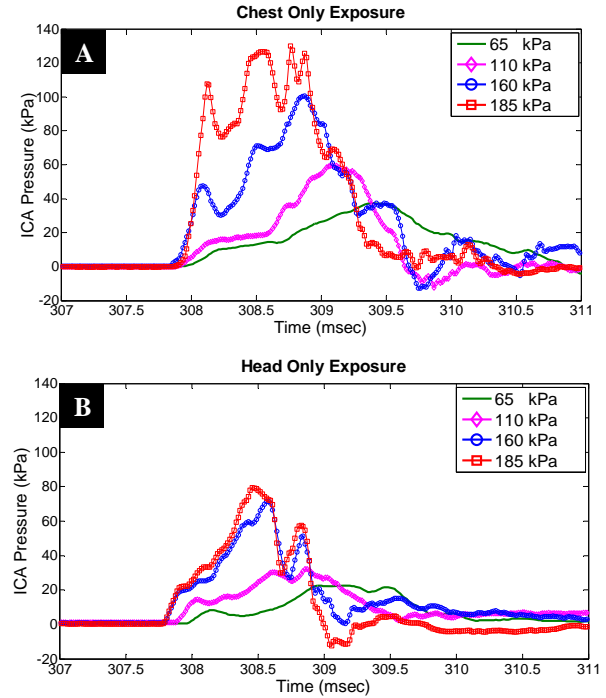 Chest Only Exposure
A
65 kPa
110 kPa
160 kPa
185 kPa
ICA Pressure (kPa)
140
120
100
80
60
40
20
0
-20
307
307.5
308
308.5
309
309.5
310
310.5
311
Time (msec)
Head Only Exposure
B
65 kPa
110 kPa
160 kPa
185 kPa
ICA Pressure (kPa)
140
120
100
80
60
40
20
0
-20
307
307.5
308
308.5
309
309.5
310
310.5
311
Time (msec)